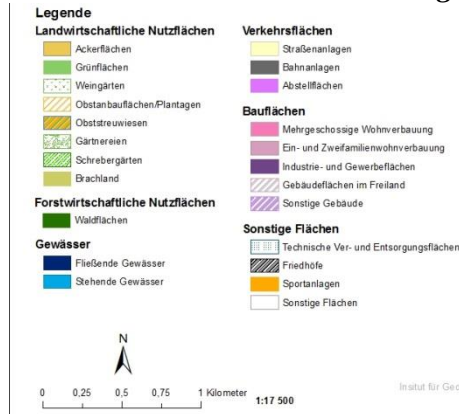 Legende
Landwirtschaftliche Nutzflächen
Ackerflächen
Grünflächen
Weingärten
Obstanbauflächen/Plantagen
Obststreuwiesen
Gärtnereien
Schrebergärten
Brachland
Forstwirtschaftliche Nutzflächen
Waldflächen
Gewässer
Fließende Gewässer
Stehende Gewässer
Verkehrsflächen
Straßenanlagen
Bahnanlagen
Abstellflächen
Bauflächen
Mehrgeschossige Wohnverbauung
Ein- und Zweifamilienwohnverbauung
Industrie- und Gewerbeflächen
Gebäudeflächen im Freiland
Sonstige Gebäude
Sonstige Flächen
Technische Ver- und Entsorgungsflächen
Friedhöfe
Sportanlagen
Sonstige Flächen
N
0 0,25 0,5 0,75 1 Kilometer
1:17 500